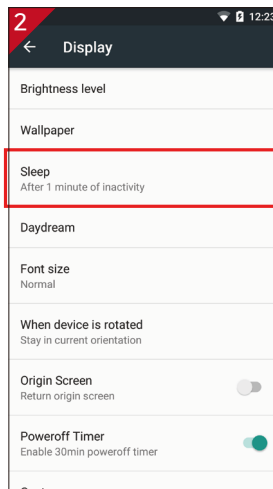 2
12:23
Display
Brightness level
Wallpaper
Sleep
After 1 minute of inactivity
Daydream
Font size
Normal
When device is rotated
Stay in current orientation
Origin Screen
Return origin screen
Poweroff Timer
Enable 30min poweroff timer